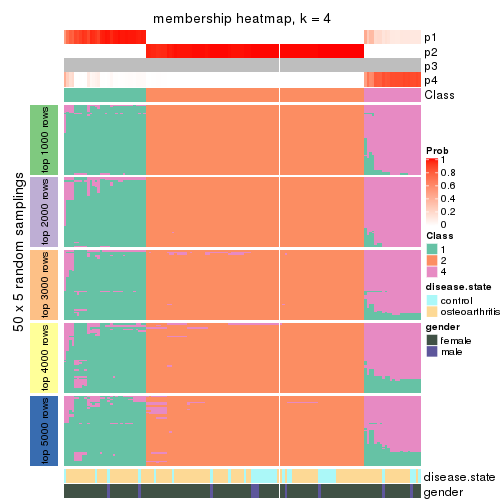 membership heatmap, k = 4
p1
p2
p3
p4
Class
50 x 5 random samplings
top 1000 rows
top 2000 rows
top 3000 rows
top 4000 rows
top 5000 rows
Prob
1
0.8
0.6
0.4
0.2
0
Class
1
2
4
disease.state
control
osteoarthritis
gender
female
male
disease.state
gender